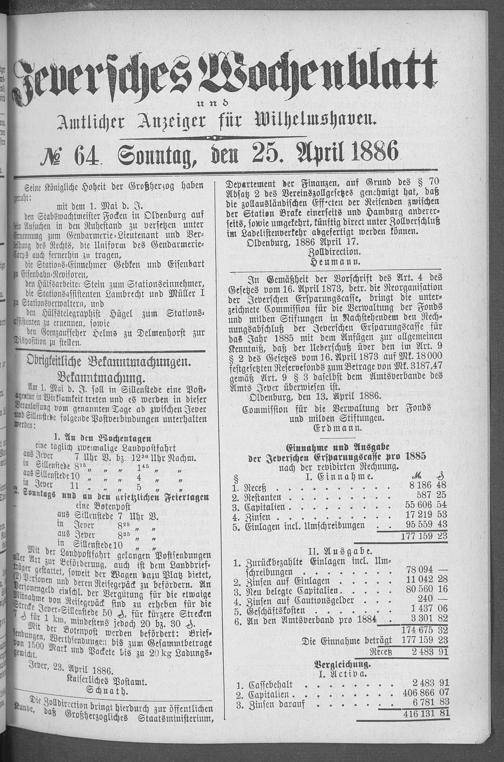 Jeversches Wochenblatt
und
Amtlicher Anzeiger für Wilhelmshaven.
№ 64. Sonntag, den 25. April 1886
Seine Königliche Hoheit der Großherzog haben
geruht:
mit dem 1. Mai d. J.
den Stadtwachtmeister Focken in Oldenburg auf
sein Ansuchen in den Ruhestand zu versetzen unter
Ernennung zum Gendarmerie-Lieutenant und Ver-
leihung des Rechts, die Uniform des Gendarmerie-
Corps auch fernerhin zu tragen,
die Stations-Einnehmer Gehken und Eisenbart
zu Eisenbahn-Revisoren,
den Hülfsarbeiter Stein zum Stationseinnehmer,
die Stationsassistenten Lambrecht und Müller I
zu Stationsverwaltern, und
den Hülfstelegraphist Hügel zum Stations-
assistenten zu ernennen, sowie
den Grenzaufseher Helms zu Delmenhorst zur
Disposition zu stellen.
Obrigkeitliche Bekanntmachungen.
Bekanntmachung.
Am 1. Mai d. J. soll in Sillenstede eine Post-
agentur in Wirksamkeit treten und es werden in dieser
Veranlassung vom genannten Tage ab zwischen Jever
und Sillenstede folgende Postverbindungen unterhalten
werden:
1. An den Wochentagen
eine täglich zweimalige Landpostfahrt
aus Jever 7 Uhr V. bz. 12³⁰ Uhr Nachm.
in Sillenstede 8¹⁵ „ „ 1⁴⁵ „ „
aus Sillenstede 10 „ „ 4 „ „
in Jever 11 „ „ 5 „ „
2. Sonntags und an den gesetzlichen Feiertagen
eine Botenpost
aus Sillenstede 7 Uhr V.
in Jever 8²⁵ „ „
aus Jever 8³⁵ „ „
in Sillenstede 10 „ „
Mit der Landpostfahrt gelangen Postsendungen
aller Art zur Beförderung, auch ist dem Landbrief-
träger gestattet, soweit der Wagen dazu Platz bietet,
(2) Personen und deren Reisegepäck zu befördern. An
Personengeld einschl. der Vergütung für die etwaige
Mitnahme von Reisegepäck sind zu erheben für die
Strecke Jever-Sillenstede 50 ₰, für kürzere Strecken
₰ für 1 km, mindestens jedoch 20 bz. 30 ₰.
Mit der Botenpost werden befördert: Brief-
sendungen, Werthsendungen bis zum Gesammtbetrage
von 1500 Mark und Packete bis zu 20 kg Ladungs-
gewicht.
Jever, 23. April 1886.
Kaiserliches Postamt.
Schnath.
Die Zolldirection bringt hierdurch zur öffentlichen
Kunde, daß Großherzogliches Staatsministerium,
Departement der Finanzen, auf Grund des § 70
Absatz 2 des Vereinszollgesetzes genehmigt hat, daß
die zollausländischen Effekten der Reisenden zwischen
der Station Brake einerseits und Hamburg anderer-
seits, sowie umgekehrt, künftig direct unter Zollverschluß
im Ladelistenverkehr abgefertigt werden können.
Oldenburg, 1886 April 17.
Zolldirection.
Heumann.
In Gemäßheit der Vorschrift des Art. 4 des
Gesetzes vom 16. April 1873, betr. die Reorganisation
der Jeverschen Ersparungscasse, bringt die unter-
zeichnete Commission für die Verwaltung der Fonds
und milden Stiftungen in Nachstehendem den Rech-
nungsabschluß der Jeverschen Ersparungscasse für
das Jahr 1885 mit dem Anfügen zur allgemeinen
Kenntniß, daß der Ueberschuß über den in Art. 9
§ 2 des Gesetzes vom 16. April 1873 auf Mk. 18000
festgesetzten Reservefonds zum Betrage von Mk. 3187,47
gemäß Art. 9 § 3 daselbst dem Amtsverbande des
Amts Jever überwiesen ist.
Oldenburg, den 13. April 1886.
Commission für die Verwaltung der Fonds
und milden Stiftungen.
Erdmann.
Einnahme und Ausgabe
der Jeverschen Ersparungscasse pro 1885
nach der revidirten Rechnung.
§ I. Einnahme. ℳ ₰
1. Receß . . . . . . . 8 186 48
2. Restanten . . . . . . 587 25
3. Capitalien . . . . . . 55 606 54
4. Zinsen . . . . . . . 17 219 53
5. Einlagen incl. Umschreibungen . . 95 559 43
177 159 23
II. Ausgabe.
1. Zurückbezahlte Einlagen incl. Um-
schreibungen . . . . . . 78 094 —
2. Zinsen auf Einlagen . . . . 11 042 28
3. Neu belegte Capitalien . . . . 80 560 16
4. Zinsen auf Cautionsgelder . . . 240 —
5. Geschäftskosten . . . . . 1 437 06
6. An den Amtsverband pro 1884 . . 3 301 82
174 675 32
Die Einnahme beträgt 177 159 23
Receß 2 483 91
Vergleichung.
I. Activa.
1. Cassebehalt . . . . . . 2 483 91
2. Capitalien . . . . . . 406 866 07
3. Zinsen darauf . . . . . 6 781 83
416 131 81